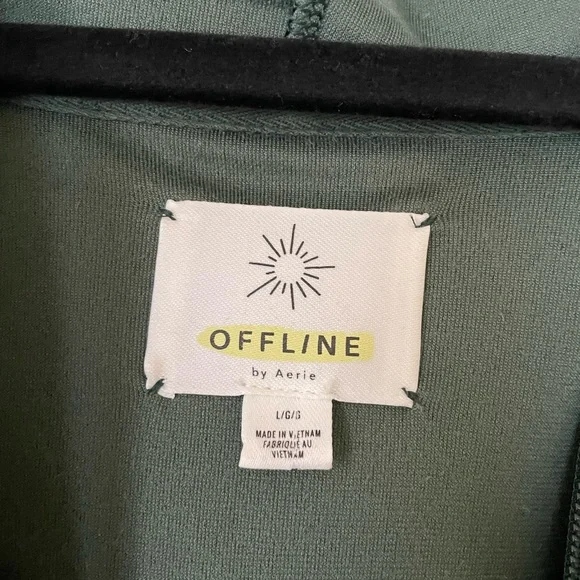 OFFLINE
by Aerie
L/G/G
MADE IN VIETNAM
FABRIQUÉ AU
VIETNAM